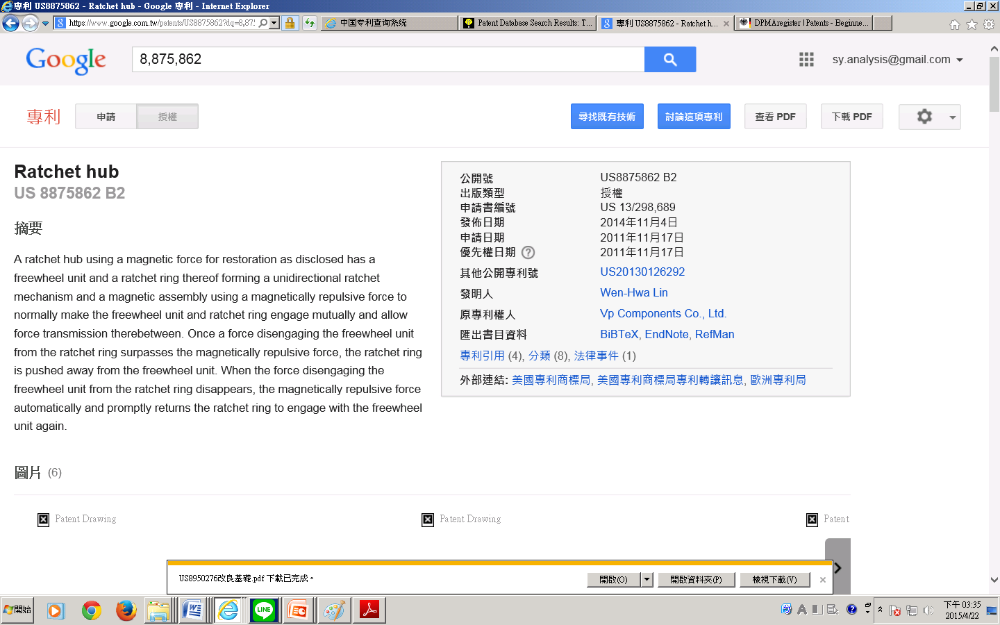 專利 US8875862 - Ratchet hub - Google 專利 - Internet Explorer
https://www.google.com.tw/patents/US8875862?dq=8,87
中国专利查询系统
Patent Database Search Results: T...
專利 US8875862 - Ratchet h...
DPMAregister | Patents - Beginne...
Google
8,875,862
sy.analysis@gmail.com
專利
申請
授權
尋找既有技術
討論這項專利
查看 PDF
下載 PDF
Ratchet hub
US 8875862 B2
摘要
A ratchet hub using a magnetic force for restoration as disclosed has a
freewheel unit and a ratchet ring thereof forming a unidirectional ratchet
mechanism and a magnetic assembly using a magnetically repulsive force to
normally make the freewheel unit and ratchet ring engage mutually and allow
force transmission therebetween. Once a force disengaging the freewheel unit
from the ratchet ring surpasses the magnetically repulsive force, the ratchet ring
is pushed away from the freewheel unit. When the force disengaging the
freewheel unit from the ratchet ring disappears, the magnetically repulsive force
automatically and promptly returns the ratchet ring to engage with the freewheel
unit again.
公開號 US8875862 B2
出版類型 授權
申請書編號 US 13/298,689
發佈日期 2014年11月4日
申請日期 2011年11月17日
優先權日期 ? 2011年11月17日
其他公開專利號 US20130126292
發明人 Wen-Hwa Lin
原專利權人 Vp Components Co., Ltd.
匯出書目資料 BiBTeX, EndNote, RefMan
專利引用 (4), 分類 (8), 法律事件 (1)
外部連結: 美國專利商標局, 美國專利商標局專利轉讓訊息, 歐洲專利局
圖片 (6)
Patent Drawing
Patent Drawing
Patent
US8950276改良基礎.pdf 下載已完成。
開啟(O)
開啟資料夾(P)
檢視下載(V)
開始
LINE
下午 03:35
2015/4/22